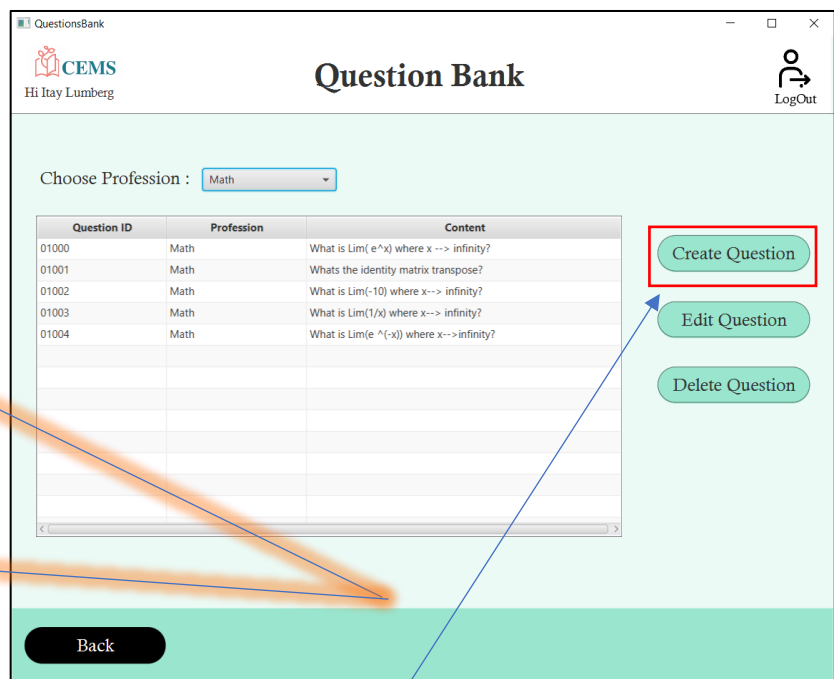 QuestionsBank
CEMS
Hi Itay Lumberg
Question Bank
LogOut
Choose Profession : Math
Question ID Profession Content
01000 Math What is Lim( e^x) where x --> infinity?
01001 Math Whats the identity matrix transpose?
01002 Math What is Lim(-10) where x--> infinity?
01003 Math What is Lim(1/x) where x--> infinity?
01004 Math What is Lim(e ^(-x)) where x-->infinity?
Create Question
Edit Question
Delete Question
Back